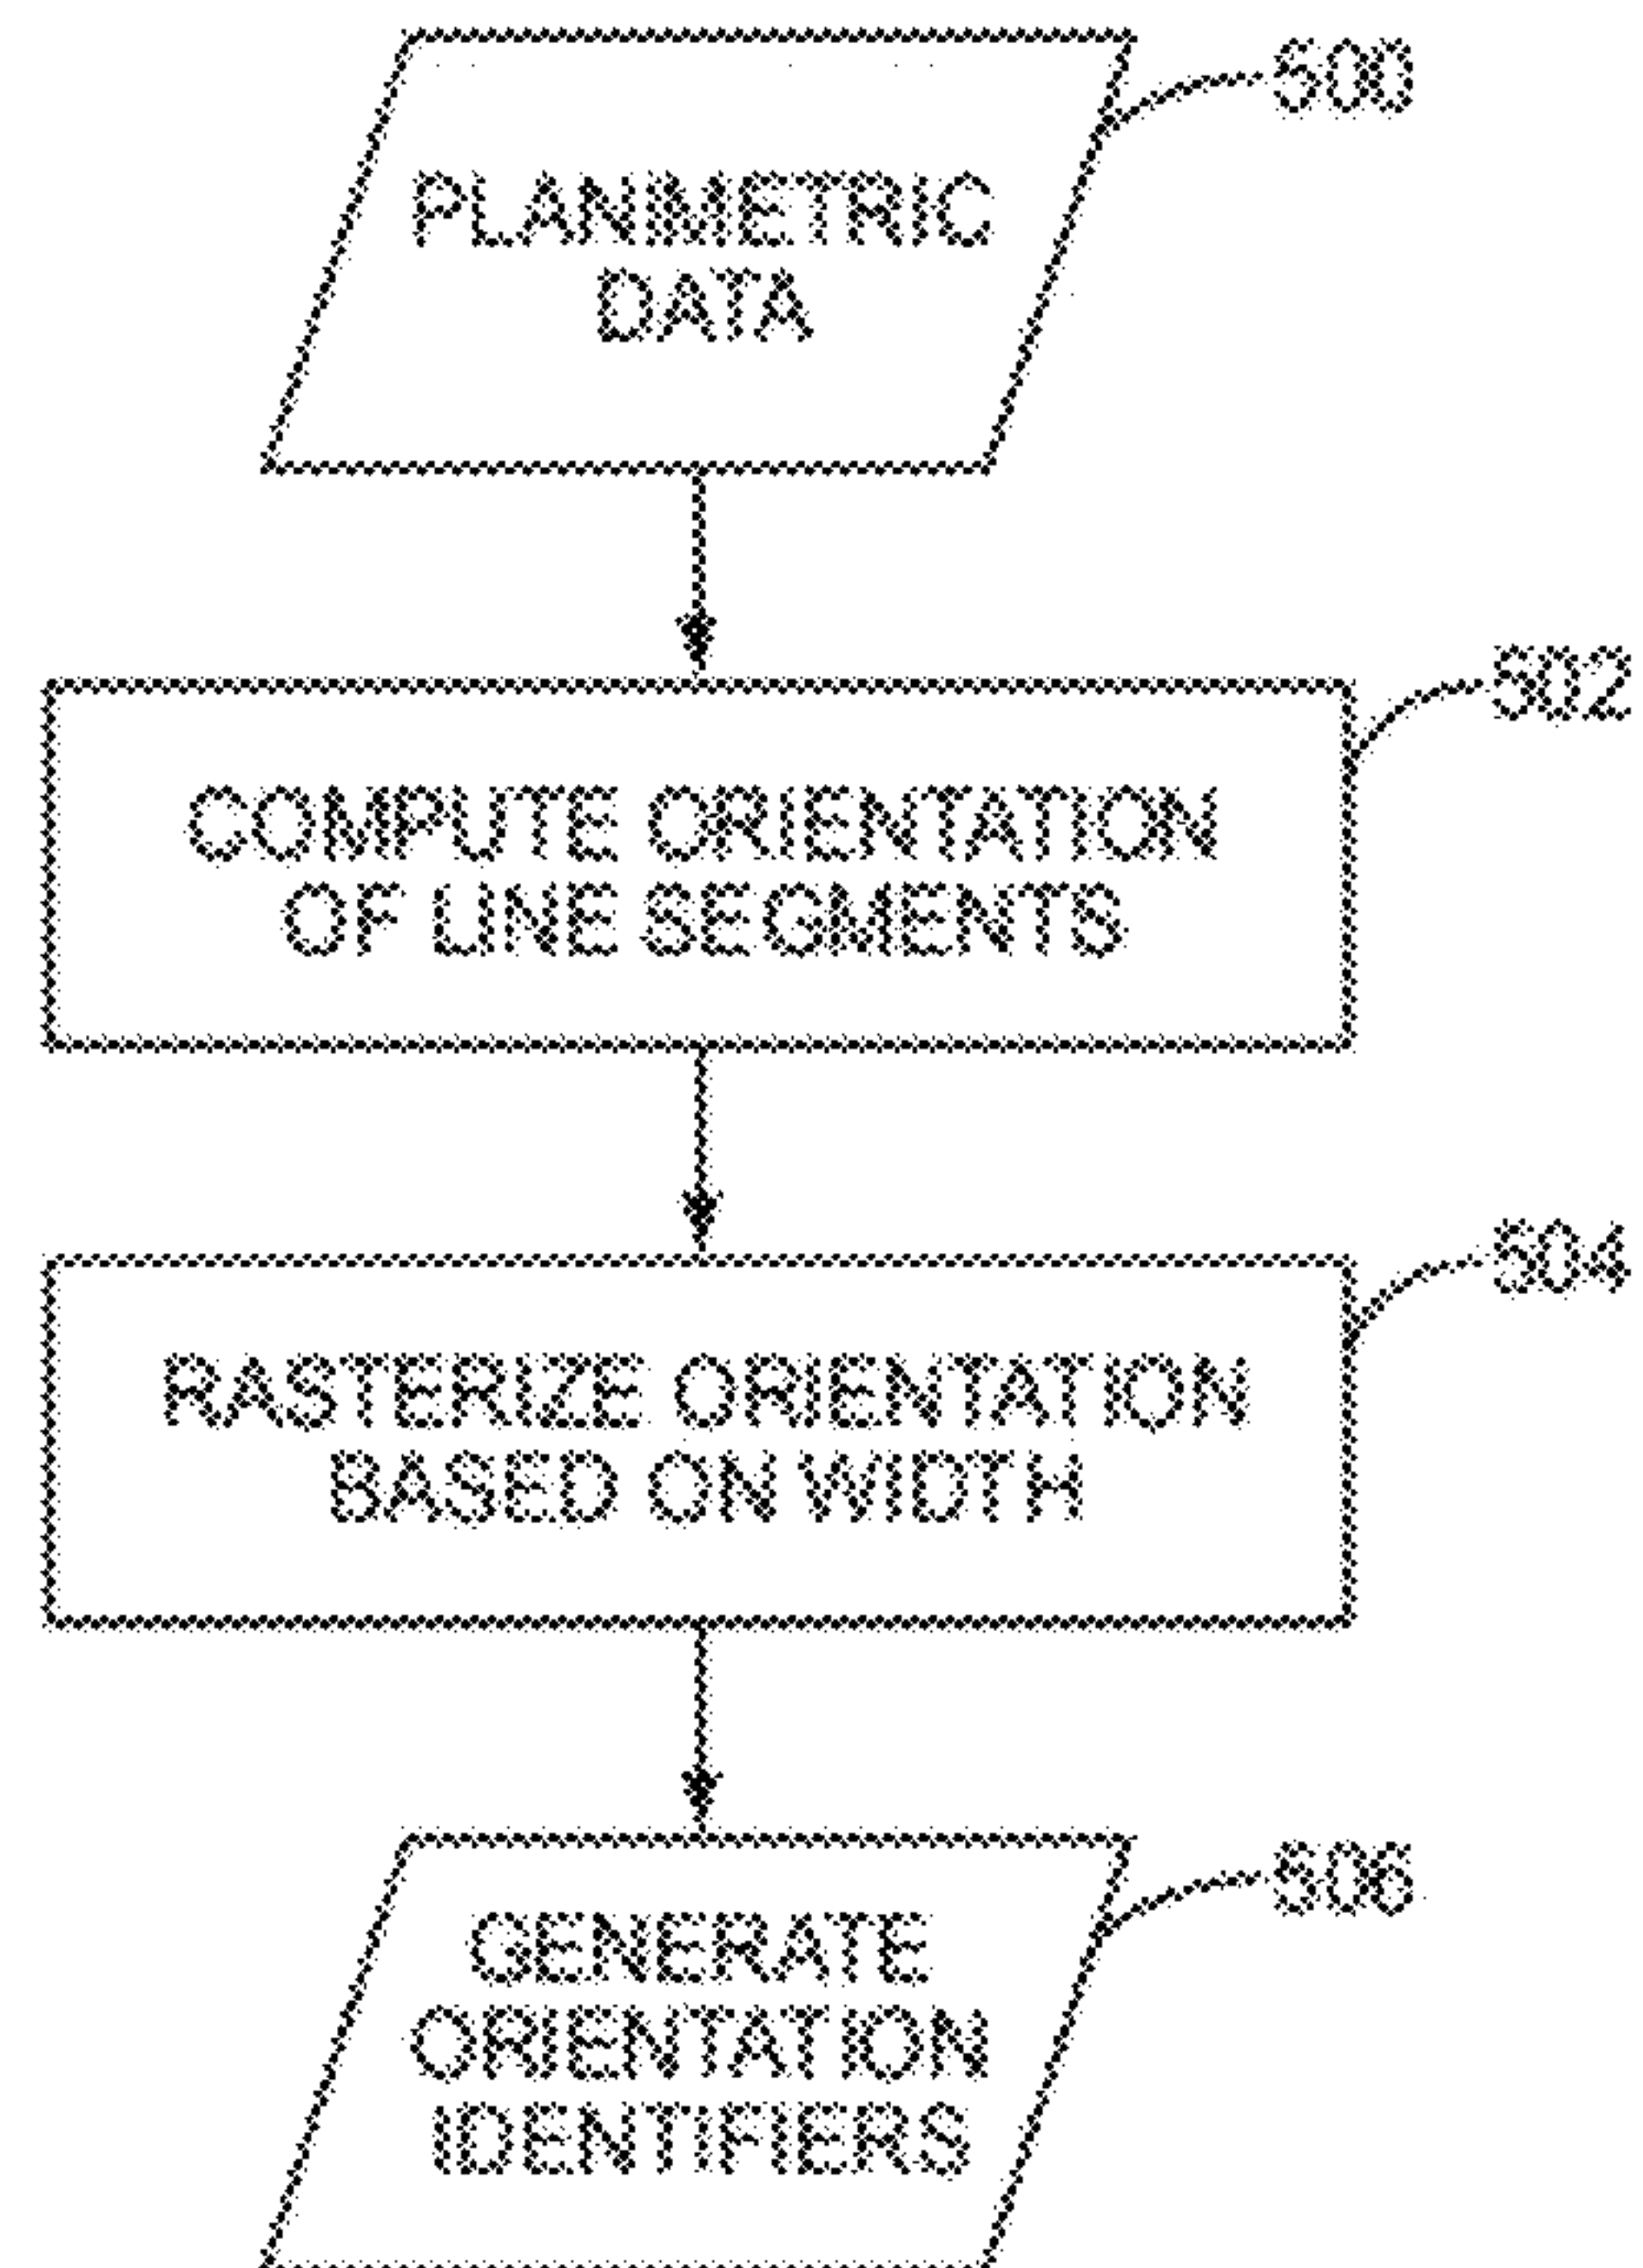 500
PLANIMETRIC
DATA
502
COMPUTE ORIENTATION
OF LINE SEGMENTS
504
RASTERIZE ORIENTATION
BASED ON WIDTH
506
GENERATE
ORIENTATION
IDENTIFIERS